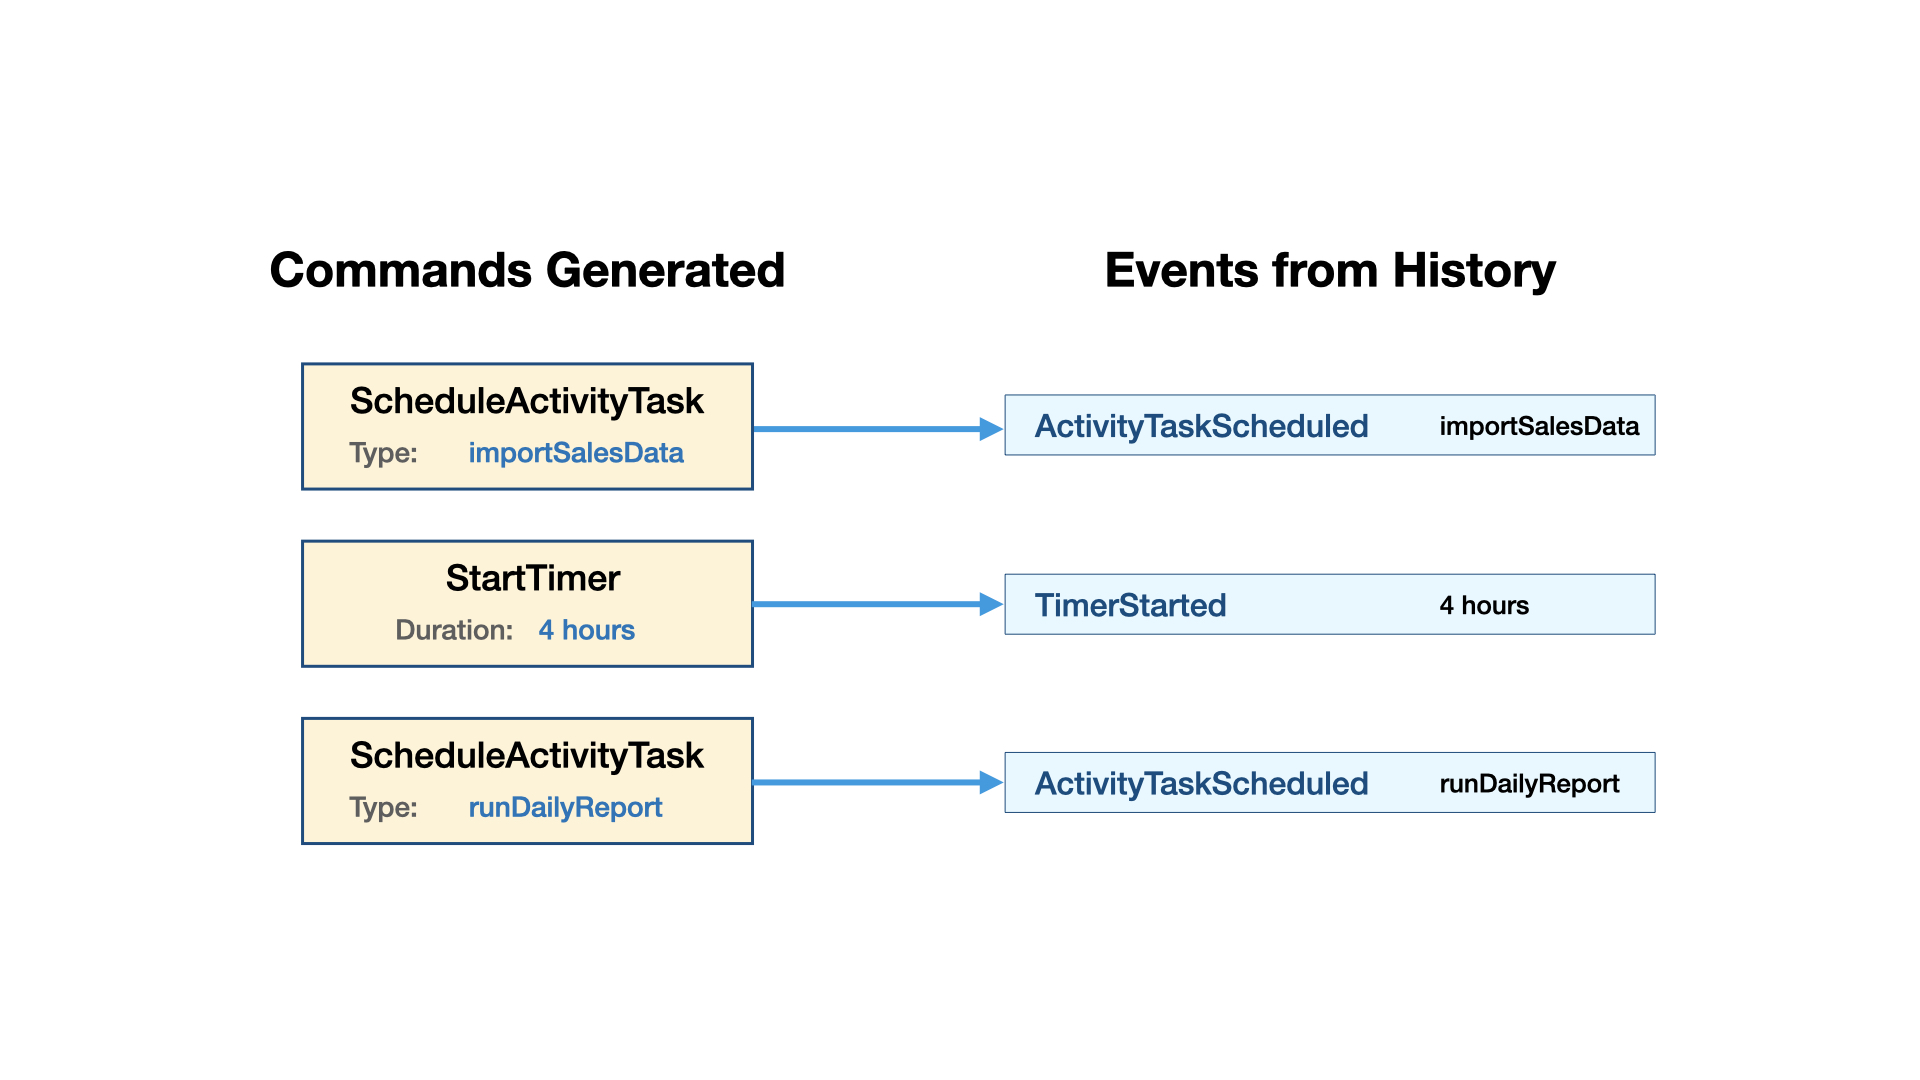 Commands Generated
Events from History
ScheduleActivityTask
Type: importSalesData
ActivityTaskScheduled importSalesData
StartTimer
Duration: 4 hours
TimerStarted 4 hours
ScheduleActivityTask
Type: runDailyReport
ActivityTaskScheduled runDailyReport